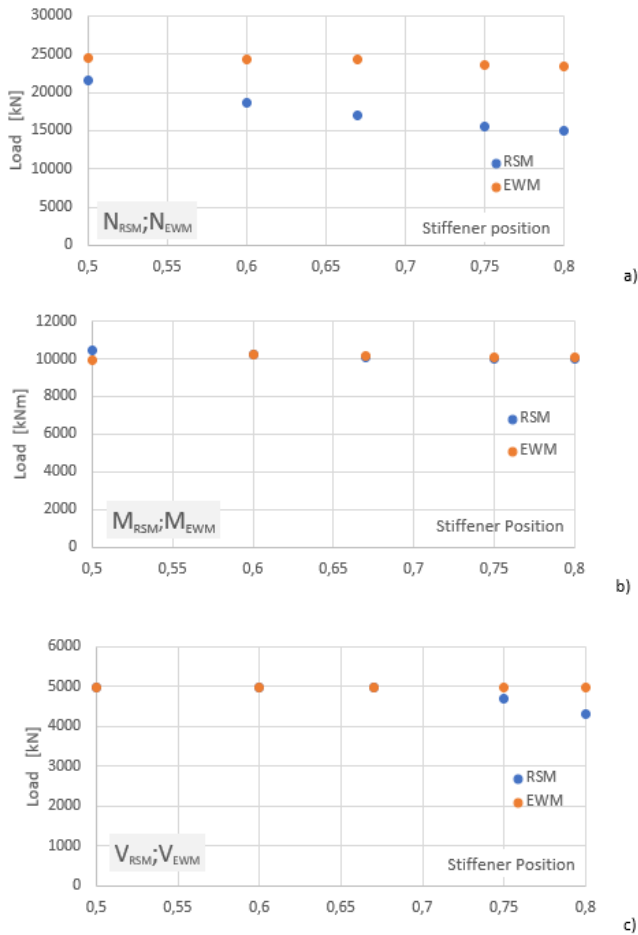 30000
25000
20000
15000
10000
5000
0
Load [kN]
RSM
EWM
NRSM;NEWM
Stiffener position
0,5 0,55 0,6 0,65 0,7 0,75 0,8
a)
12000
10000
8000
6000
4000
2000
0
Load [kNm]
RSM
EWM
MRSM;MEWM
Stiffener Position
0,5 0,55 0,6 0,65 0,7 0,75 0,8
b)
6000
5000
4000
3000
2000
1000
0
Load [kN]
RSM
EWM
VRSM;VEWM
Stiffener Position
0,5 0,55 0,6 0,65 0,7 0,75 0,8
c)